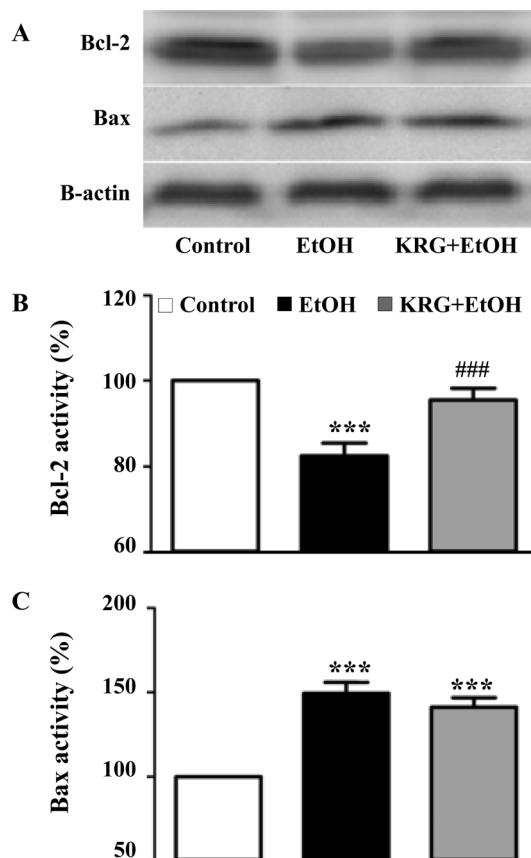 A
Bcl-2
Bax
B-actin
Control EtOH KRG+EtOH
B
Control EtOH KRG+EtOH
Bcl-2 activity (%)
120
100
80
60
***
###
C
Bax activity (%)
200
150
100
50
***
***